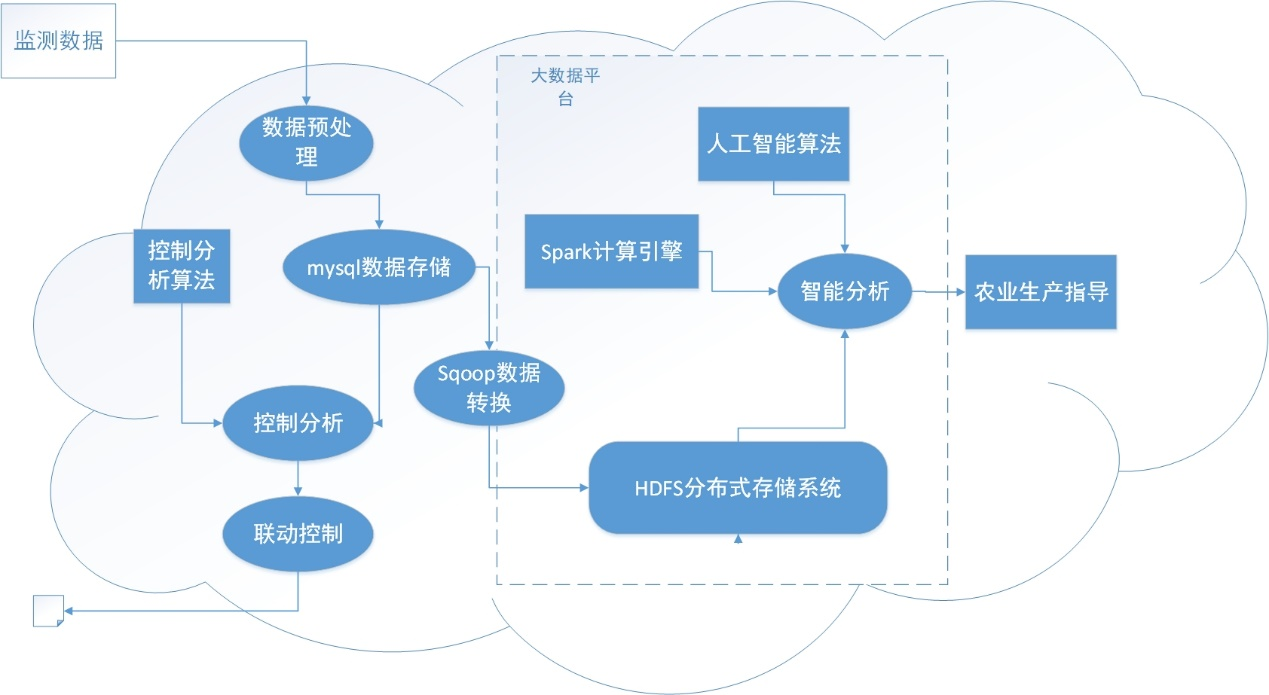 监测数据
大数据平
台
数据预处
理
人工智能算法
控制分
析算法
mysql数据存储
Spark计算引擎
智能分析
农业生产指导
Sqoop数据
转换
控制分析
HDFS分布式存储系统
联动控制